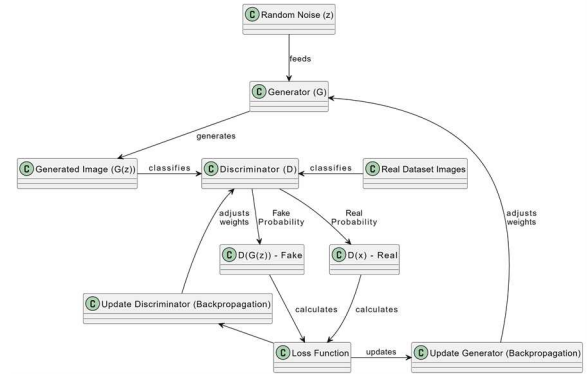 C Random Noise (z)
feeds
C Generator (G)
generates
C Generated Image (G(z))
classifies
C Discriminator (D)
classifies
C Real Dataset Images
adjusts
weights
Fake
Probability
Real
Probability
adjusts
weights
C D(G(z)) - Fake
C D(x) - Real
C Update Discriminator (Backpropagation)
calculates
calculates
C Loss Function
updates
C Update Generator (Backpropagation)